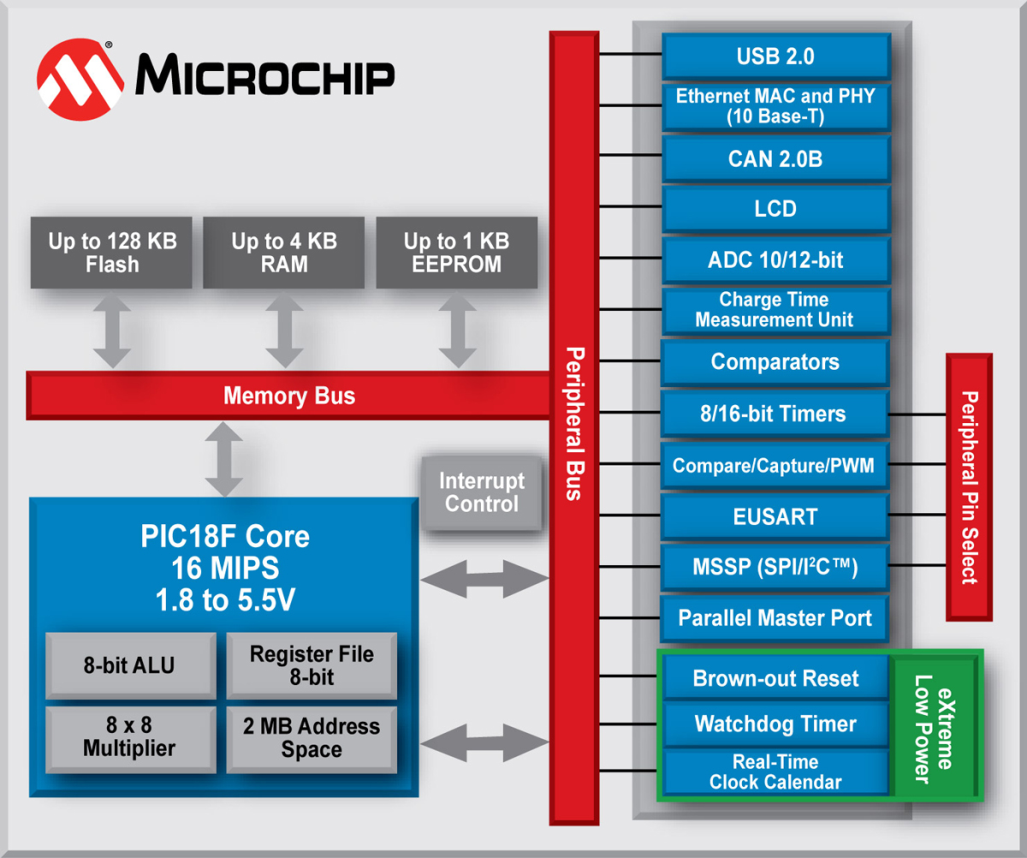 MICROCHIP
®
Up to 128 KB
Flash
Up to 4 KB
RAM
Up to 1 KB
EEPROM
Memory Bus
Interrupt
Control
PIC18F Core
16 MIPS
1.8 to 5.5V
8-bit ALU
Register File
8-bit
8 x 8
Multiplier
2 MB Address
Space
Peripheral Bus
USB 2.0
Ethernet MAC and PHY
(10 Base-T)
CAN 2.0B
LCD
ADC 10/12-bit
Charge Time
Measurement Unit
Comparators
8/16-bit Timers
Compare/Capture/PWM
EUSART
MSSP (SPI/I²C™)
Parallel Master Port
Peripheral Pin Select
Brown-out Reset
Watchdog Timer
Real-Time
Clock Calendar
eXtreme
Low Power